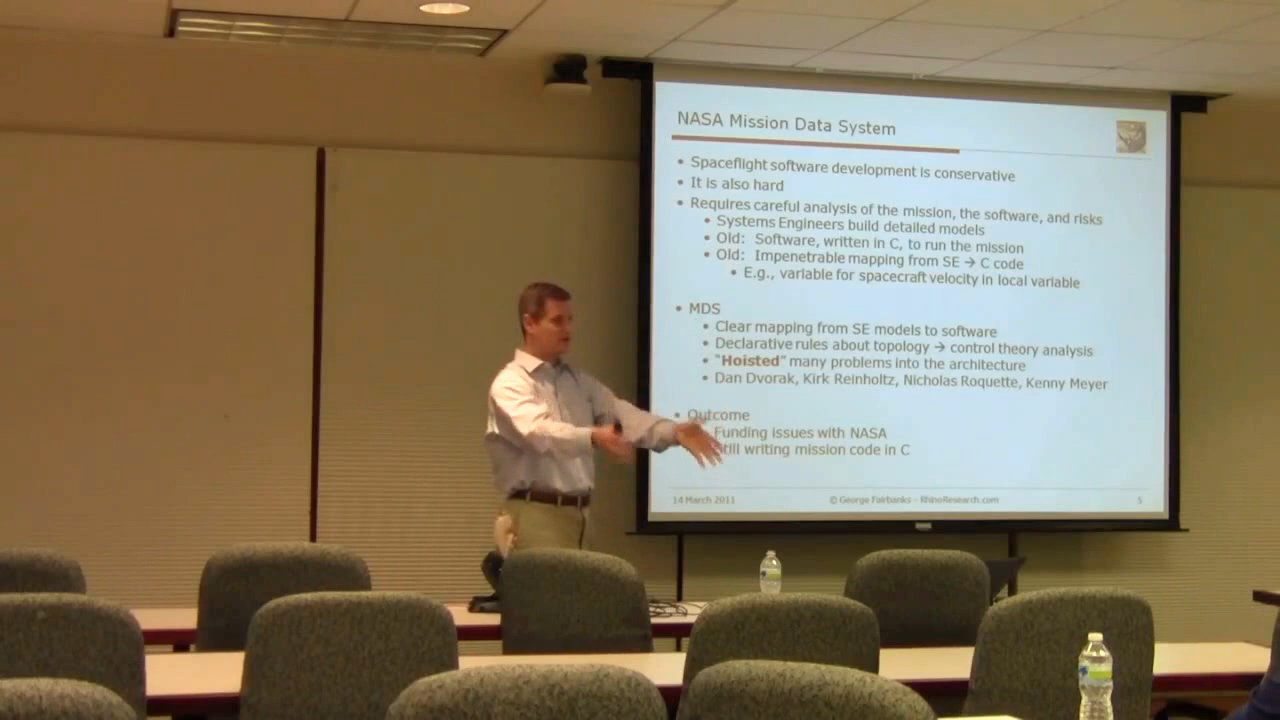 NASA Mission Data System
• Spaceflight software development is conservative
• It is also hard
• Requires careful analysis of the mission, the software, and risks
• Systems Engineers build detailed models
• Old: Software, written in C, to run the mission
• Old: Impenetrable mapping from SE → C code
• E.g., variable for spacecraft velocity in local variable
• MDS
• Clear mapping from SE models to software
• Declarative rules about topology → control theory analysis
• "Hoisted" many problems into the architecture
• Dan Dvorak, Kirk Reinholtz, Nicholas Roquette, Kenny Meyer
• Outcome
Funding issues with NASA
Still writing mission code in C
14 March 2011 © George Fairbanks – RhinoResearch.com 5